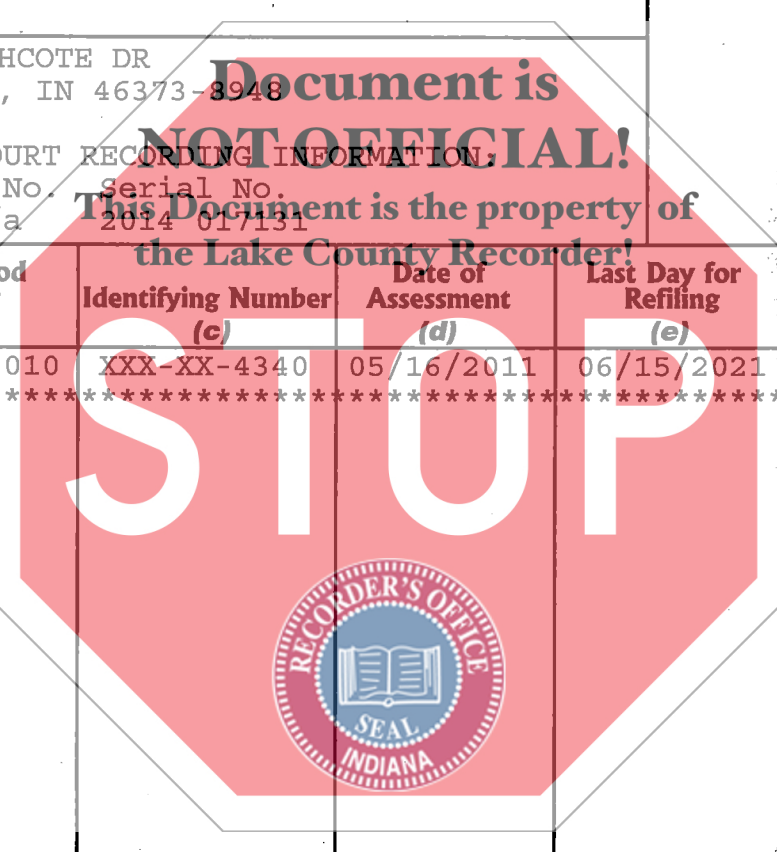 HCOTE DR
, IN 46373-8948
Document is
NOT OFFICIAL!
OURT RECORDING INFORMATION:
No. Serial No.
a 2014 017131
This Document is the property of
the Lake County Recorder!
od Identifying Number (c)
Date of Assessment (d)
Last Day for Refiling (e)
010 XXX-XX-4340 05/16/2011 06/15/2021
STOP
RECORDER'S OFFICE
SEAL
INDIANA